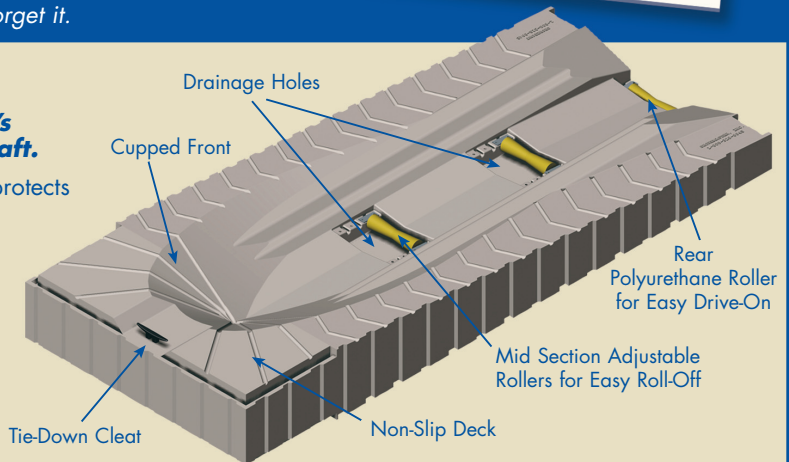 orget it.
's
aft.
protects
Drainage Holes
Cupped Front
Rear
Polyurethane Roller
for Easy Drive-On
Mid Section Adjustable
Rollers for Easy Roll-Off
Non-Slip Deck
Tie-Down Cleat